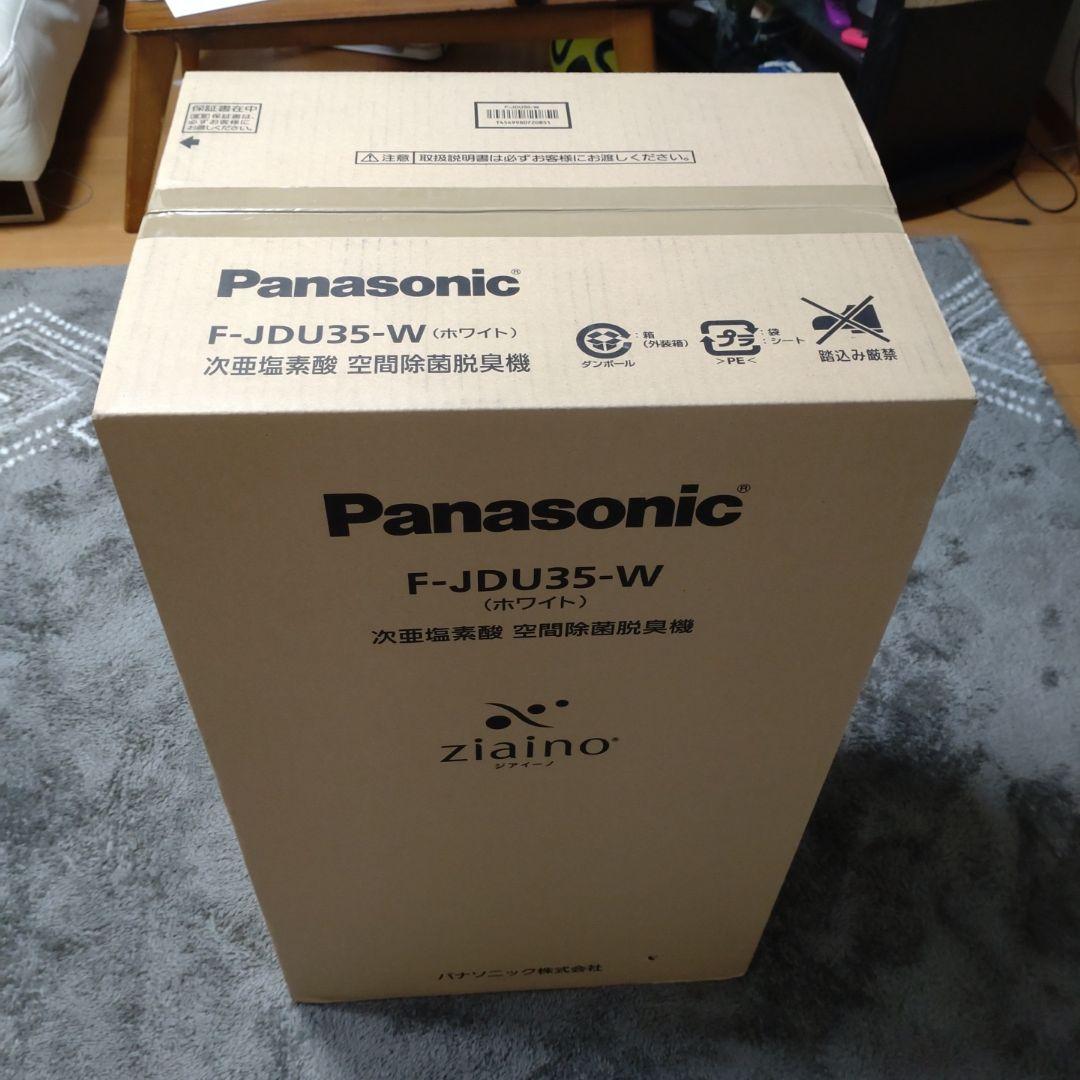 保証書在中
保証書は、
必ずお客様に
お渡しください。
F-JDU35-W
⚠注意 取扱説明書は必ずお客様にお渡しください。
Panasonic®
F-JDU35-W(ホワイト)
次亜塩素酸 空間除菌脱臭機
:箱
(外装箱)
ダンボール
プラ
:袋
:シート
>PE<
踏込み厳禁
Panasonic®
F-JDU35-W
(ホワイト)
次亜塩素酸 空間除菌脱臭機
ziaino®
ジアイーノ
パナソニック株式会社